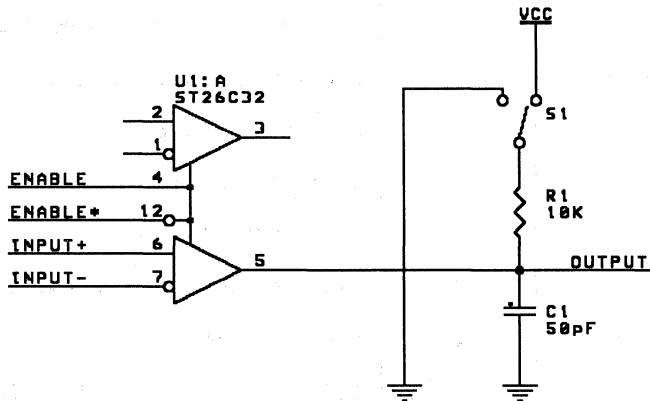 VCC
U1:A
ST26C32
2
3
1
S1
ENABLE 4
ENABLE* 12
R1
10K
INPUT+ 6
5
OUTPUT
INPUT- 7
C1
50pF